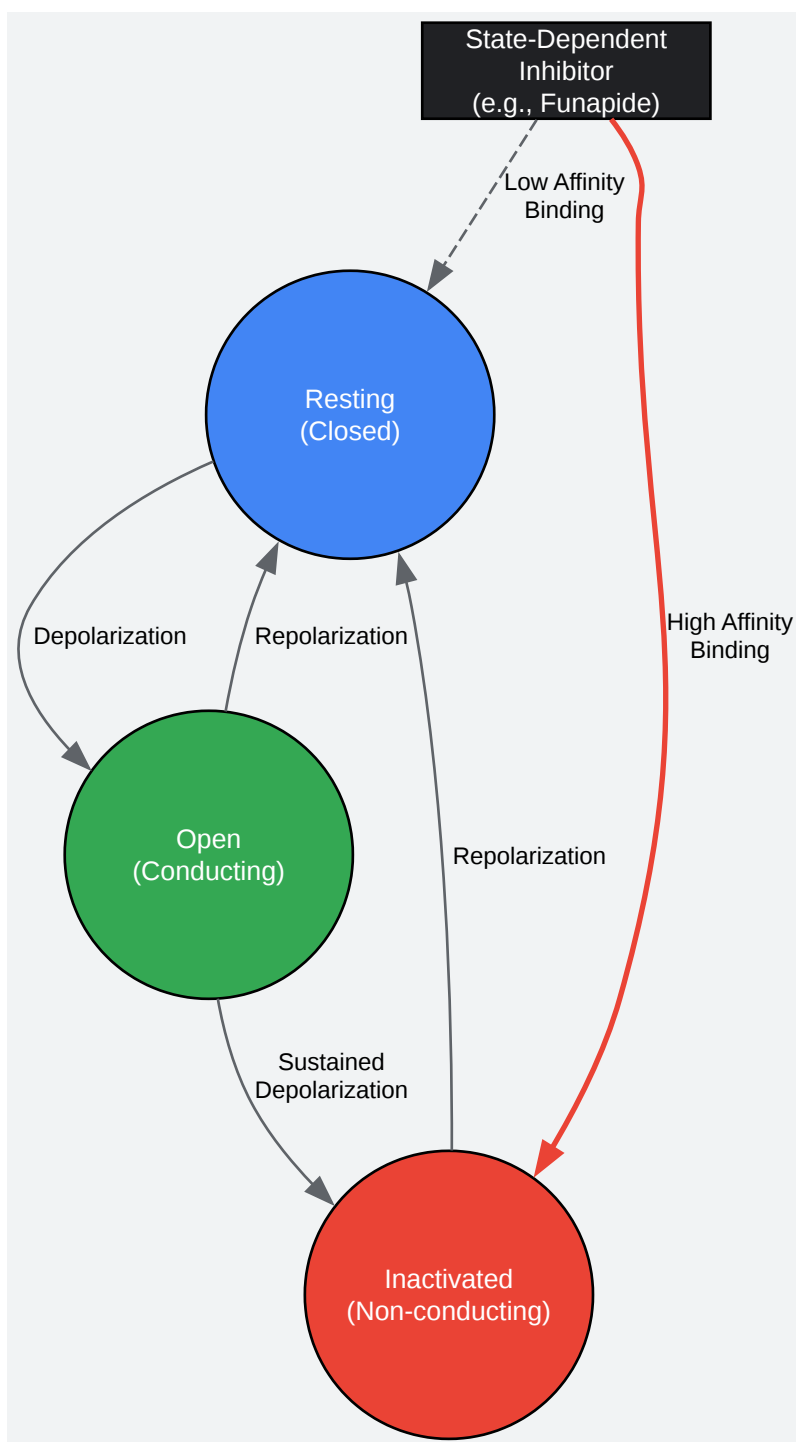 State-Dependent
Inhibitor
(e.g., Funapide)
Low Affinity
Binding
Resting
(Closed)
Depolarization
Repolarization
High Affinity
Binding
Open
(Conducting)
Repolarization
Sustained
Depolarization
Inactivated
(Non-conducting)